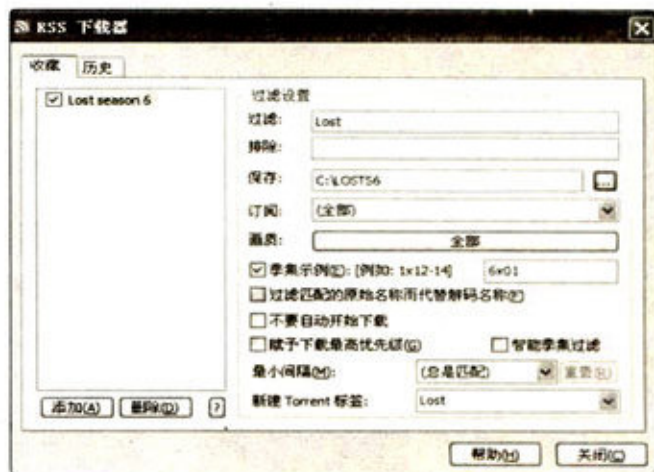 RSS 下载器
收藏 历史
Lost season 6
过滤设置
过滤: Lost
排除:
保存: C:\LOSTS6 ...
订阅: (全部)
画质: 全部
季集示例(E): [例如: 1x12-14] 6x01
过滤匹配的原始名称而代替解码名称(F)
不要自动开始下载
赋予下载最高优先级(G) 智能季集过滤
最小间隔(M): (总是匹配) 重置(R)
新建 Torrent 标签: Lost
添加(A) 删除(D) ?
帮助(H) 关闭(C)